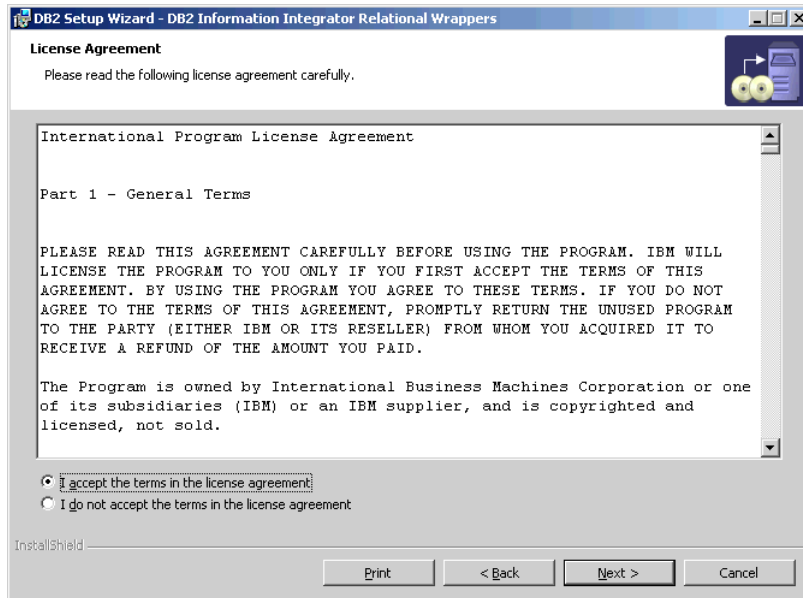 DB2 Setup Wizard - DB2 Information Integrator Relational Wrappers
License Agreement
Please read the following license agreement carefully.
International Program License Agreement
Part 1 - General Terms
PLEASE READ THIS AGREEMENT CAREFULLY BEFORE USING THE PROGRAM. IBM WILL
LICENSE THE PROGRAM TO YOU ONLY IF YOU FIRST ACCEPT THE TERMS OF THIS
AGREEMENT. BY USING THE PROGRAM YOU AGREE TO THESE TERMS. IF YOU DO NOT
AGREE TO THE TERMS OF THIS AGREEMENT, PROMPTLY RETURN THE UNUSED PROGRAM
TO THE PARTY (EITHER IBM OR ITS RESELLER) FROM WHOM YOU ACQUIRED IT TO
RECEIVE A REFUND OF THE AMOUNT YOU PAID.
The Program is owned by International Business Machines Corporation or one
of its subsidiaries (IBM) or an IBM supplier, and is copyrighted and
licensed, not sold.
I accept the terms in the license agreement
I do not accept the terms in the license agreement
InstallShield
Print < Back Next > Cancel